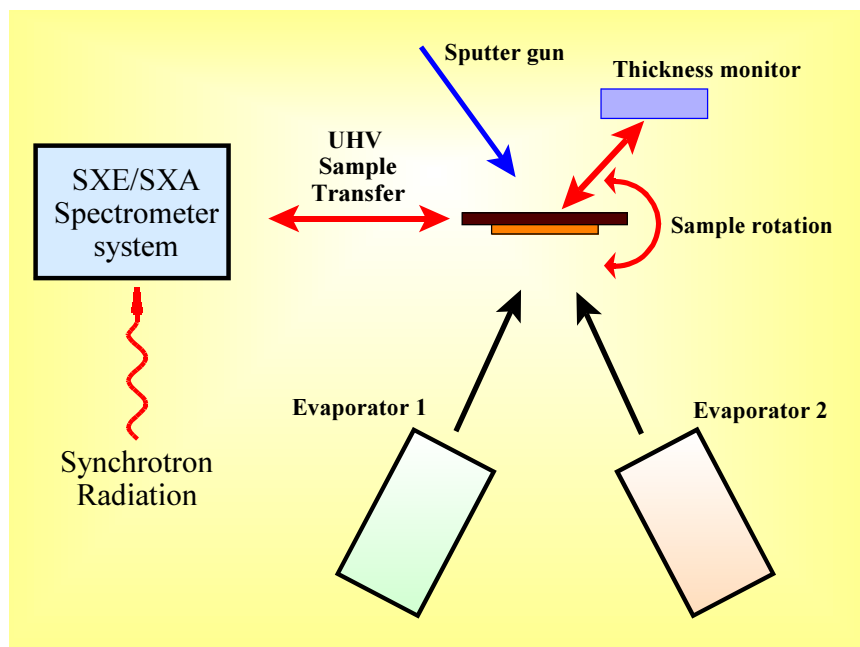 Sputter gun
Thickness monitor
UHV
Sample
Transfer
SXE/SXA
Spectrometer
system
Sample rotation
Evaporator 1
Evaporator 2
Synchrotron
Radiation